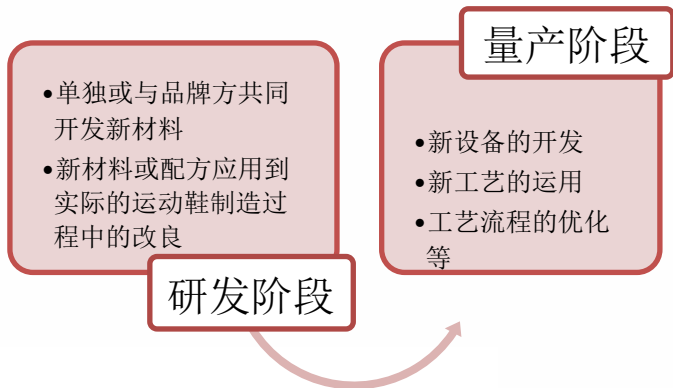 •单独或与品牌方共同
开发新材料
•新材料或配方应用到
实际的运动鞋制造过
程中的改良
研发阶段
量产阶段
•新设备的开发
•新工艺的运用
•工艺流程的优化
等